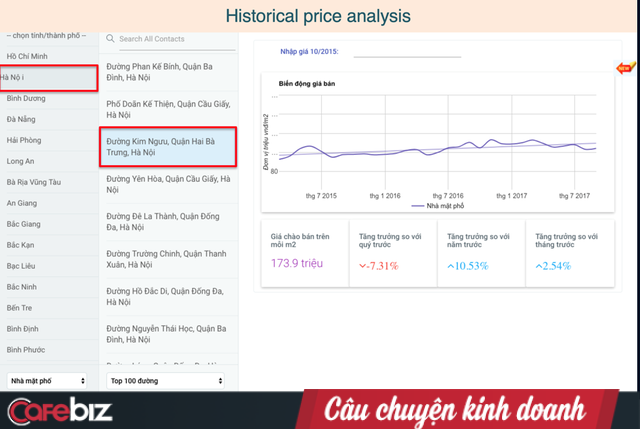 Historical price analysis
-- chọn tỉnh/thành phố --
Hồ Chí Minh
Hà Nội
Bình Dương
Đà Nẵng
Hải Phòng
Long An
Bà Rịa Vũng Tàu
An Giang
Bắc Giang
Bắc Kạn
Bạc Liêu
Bắc Ninh
Bến Tre
Bình Định
Bình Phước
Nhà mặt phố
Search All Contacts
Đường Phan Kế Bính, Quận Ba
Đình, Hà Nội
Phố Doãn Kế Thiện, Quận Cầu Giấy,
Hà Nội
Đường Kim Ngưu, Quận Hai Bà
Trưng, Hà Nội
Đường Yên Hòa, Quận Cầu Giấy, Hà
Nội
Đường Đê La Thành, Quận Đống
Đa, Hà Nội
Đường Trường Chinh, Quận Thanh
Xuân, Hà Nội
Đường Hồ Đắc Di, Quận Đống Đa,
Hà Nội
Đường Nguyên Thái Học, Quận Ba
Đình, Hà Nội
Top 100 đường
Nhập giá 10/2015:
NEW
Biến động giá bán
Đơn vị triệu vnđ/m2
...
...
...
80
thg 7 2015
thg 1 2016
thg 7 2016
thg 1 2017
thg 7 2017
Nhà mặt phố
Giá chào bán trên
mỗi m2
173.9 triệu
Tăng trưởng so với
quý trước
-7.31%
Tăng trưởng so với
năm trước
10.53%
Tăng trưởng so với
tháng trước
2.54%
Cafebiz
Câu chuyện kinh doanh